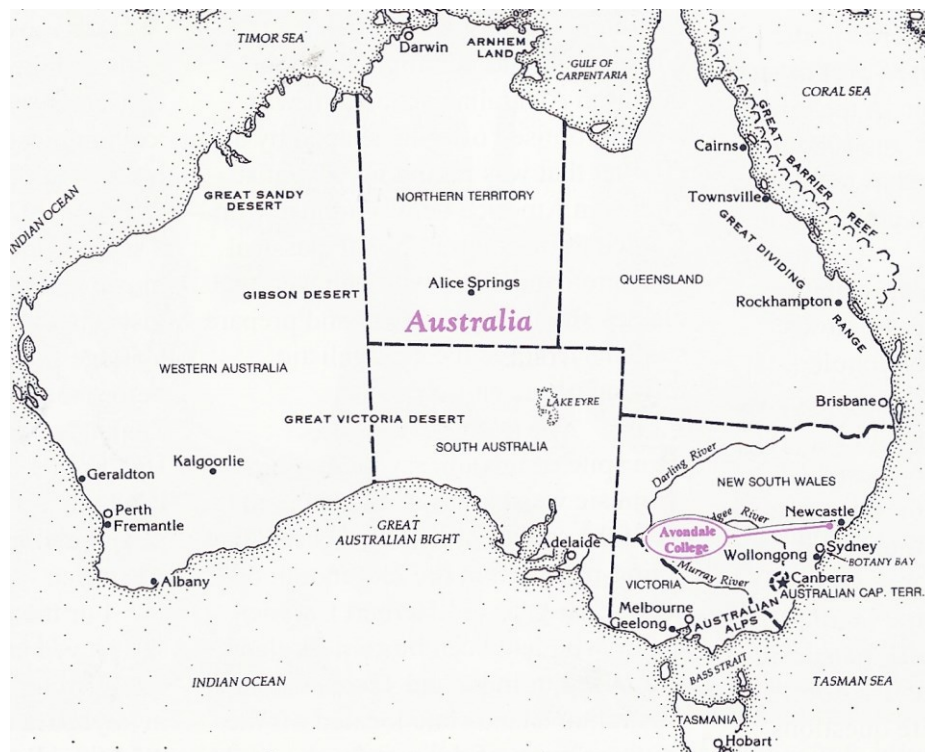 TIMOR SEA
Darwin
ARNHEM
LAND
GULF OF
CARPENTARIA
CORAL SEA
GREAT BARRIER REEF
Cairns
Townsville
GREAT DIVIDING RANGE
INDIAN OCEAN
GREAT SANDY
DESERT
NORTHERN TERRITORY
QUEENSLAND
Alice Springs
GIBSON DESERT
Rockhampton
Australia
WESTERN AUSTRALIA
LAKE EYRE
Brisbane
GREAT VICTORIA DESERT
SOUTH AUSTRALIA
Darling River
Kalgoorlie
Geraldton
NEW SOUTH WALES
Perth
Fremantle
Newcastle
River
Avondale
College
GREAT
AUSTRALIAN BIGHT
Adelaide
Wollongong
Sydney
BOTANY BAY
Albany
VICTORIA
Murray River
Canberra
AUSTRALIAN CAP. TERR.
Melbourne
Geelong
AUSTRALIAN
ALPS
BASS STRAIT
INDIAN OCEAN
TASMAN SEA
TASMANIA
Hobart